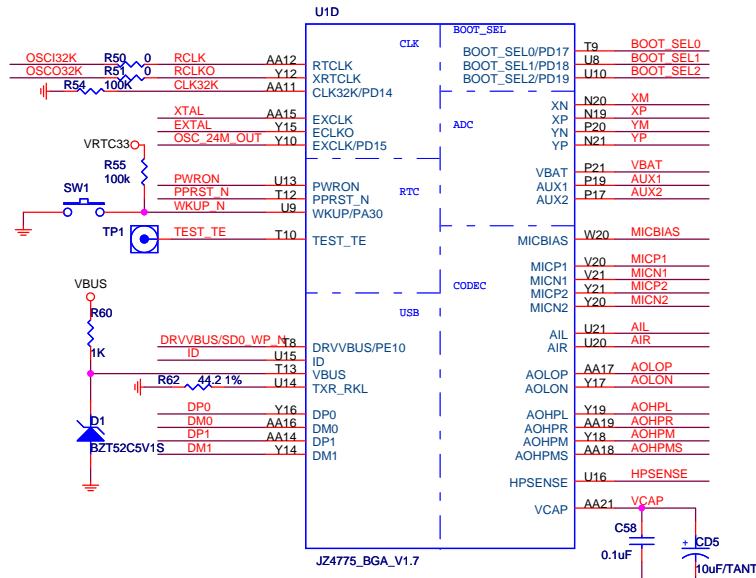 U1D
CLK
BOOT_SEL
OSCI32K R50 0 RCLK AA12 RTCLK
OSCO32K R51 0 RCLKO Y12 XRTCLK
R54 100K CLK32K AA11 CLK32K/PD14
XTAL AA15 EXCLK
EXTAL Y15 ECLKO
OSC_24M_OUT Y10 EXCLK/PD15
VRTC33
R55
100k
RTC
PWRON U13 PWRON
PPRST_N T12 PPRST_N
WKUP_N U9 WKUP/PA30
SW1
TP1 TEST_TE T10 TEST_TE
USB
VBUS
R60
1K
DRVVBUS/SD0_WP_N T8 DRVVBUS/PE10
ID U15 ID
T13 VBUS
R62 44.2 1% U14 TXR_RKL
DP0 Y16 DP0
DM0 AA16 DM0
DP1 AA14 DP1
DM1 Y14 DM1
D1
BZT52C5V1S
BOOT_SEL0/PD17 T9 BOOT_SEL0
BOOT_SEL1/PD18 U8 BOOT_SEL1
BOOT_SEL2/PD19 U10 BOOT_SEL2
ADC
XN N20 XM
XP N19 XP
YN P20 YM
YP N21 YP
VBAT P21 VBAT
AUX1 P19 AUX1
AUX2 P17 AUX2
CODEC
MICBIAS W20 MICBIAS
MICP1 V20 MICP1
MICN1 V21 MICN1
MICP2 Y21 MICP2
MICN2 Y20 MICN2
AIL U21 AIL
AIR U20 AIR
AOLOP AA17 AOLOP
AOLON Y17 AOLON
AOHPL Y19 AOHPL
AOHPR AA19 AOHPR
AOHPM Y18 AOHPM
AOHPMS AA18 AOHPMS
HPSENSE U16 HPSENSE
VCAP AA21 VCAP
C58
0.1uF
+ CD5
10uF/TANT
JZ4775_BGA_V1.7